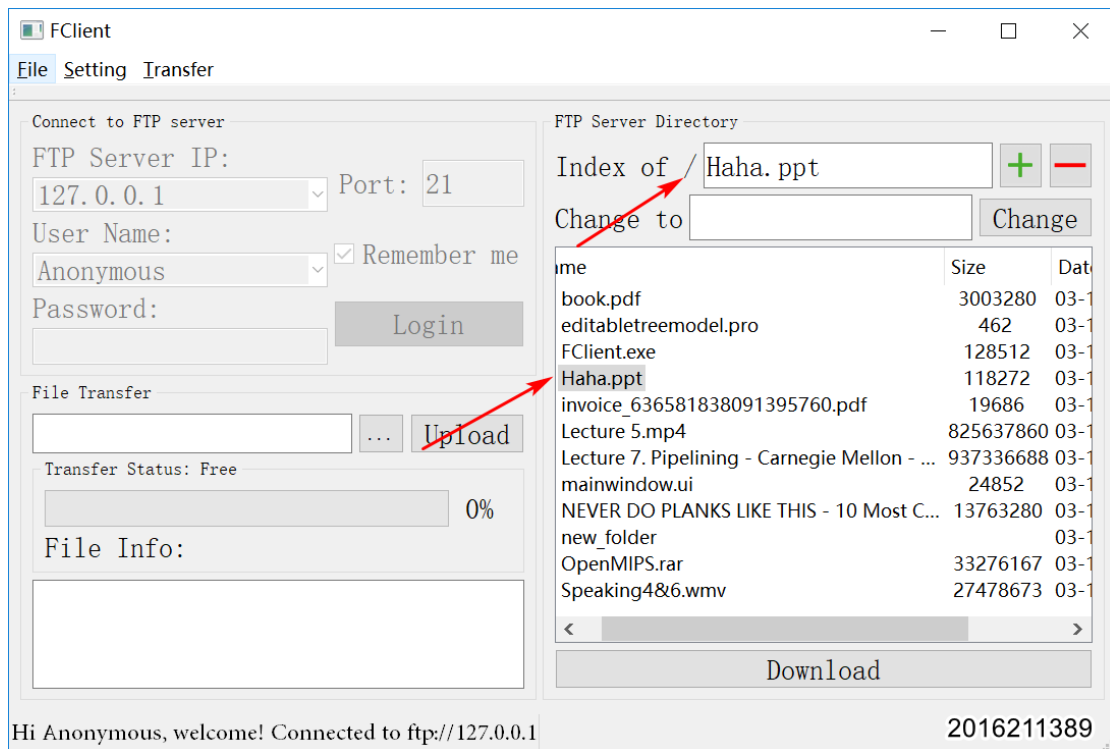 FClient
File Setting Transfer
Connect to FTP server
FTP Server IP:
127.0.0.1
Port: 21
User Name:
Anonymous
Remember me
Password:
Login
File Transfer
... Upload
Transfer Status: Free
0%
File Info:
FTP Server Directory
Index of / Haha.ppt
Change to Change
me Size Dat
book.pdf 3003280 03-1
editabletreemodel.pro 462 03-1
FClient.exe 128512 03-1
Haha.ppt 118272 03-1
invoice_636581838091395760.pdf 19686 03-1
Lecture 5.mp4 825637860 03-1
Lecture 7. Pipelining - Carnegie Mellon - ... 937336688 03-1
mainwindow.ui 24852 03-1
NEVER DO PLANKS LIKE THIS - 10 Most C... 13763280 03-1
new_folder 03-1
OpenMIPS.rar 33276167 03-1
Speaking4&6.wmv 27478673 03-1
Download
Hi Anonymous, welcome! Connected to ftp://127.0.0.1
2016211389